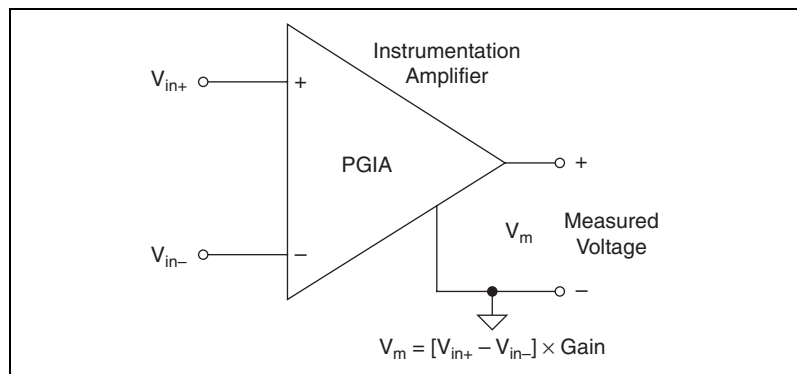 Instrumentation
Amplifier
V_in+
+
PGIA
+
V_m
Measured
Voltage
V_in–
–
–
V_m = [V_in+ – V_in–] × Gain